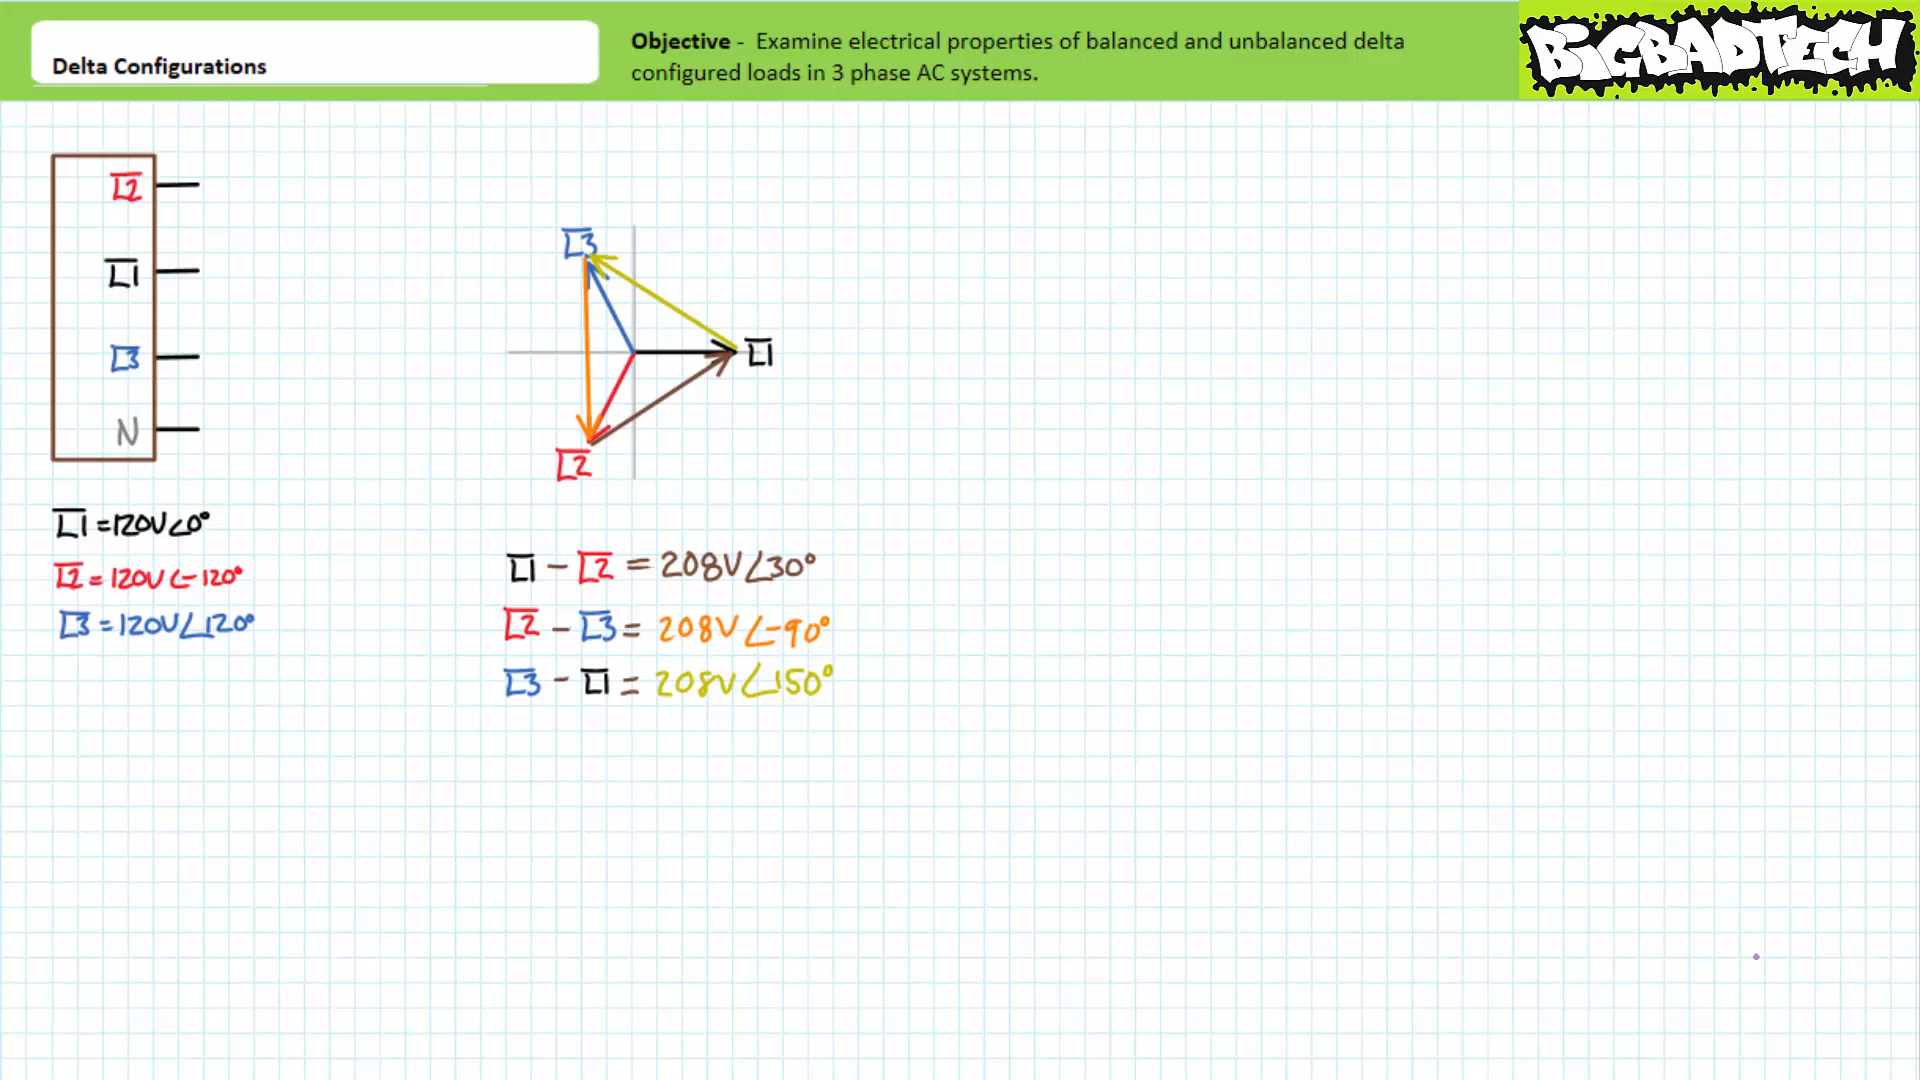 Delta Configurations
Objective - Examine electrical properties of balanced and unbalanced delta
configured loads in 3 phase AC systems.
BIGBADTECH
L2
L1
L3
N
L3
L1
L2
L1 = 120V∠0°
L2 = 120V∠-120°
L3 = 120V∠120°
L1 - L2 = 208V∠30°
L2 - L3 = 208V∠-90°
L3 - L1 = 208V∠150°